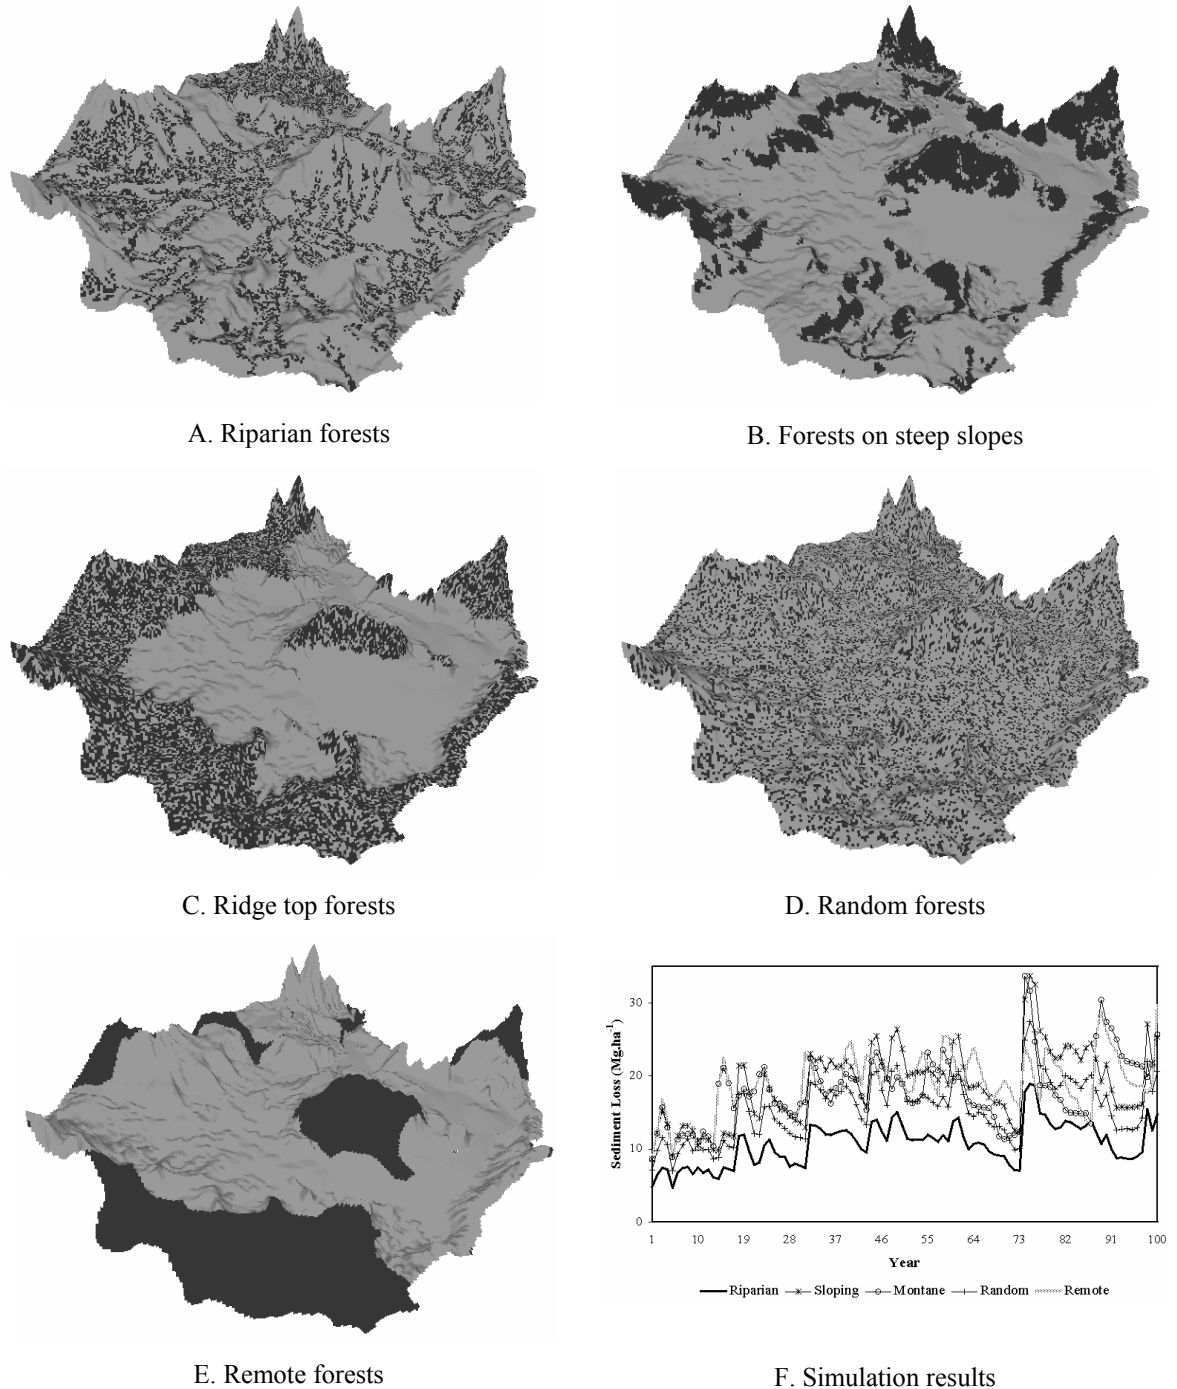 A. Riparian forests
B. Forests on steep slopes
C. Ridge top forests
D. Random forests
Sediment Loss (Mg.ha-1)
30
20
10
0
1 10 19 28 37 46 55 64 73 82 91 100
Year
Riparian Sloping Montane Random Remote
E. Remote forests
F. Simulation results